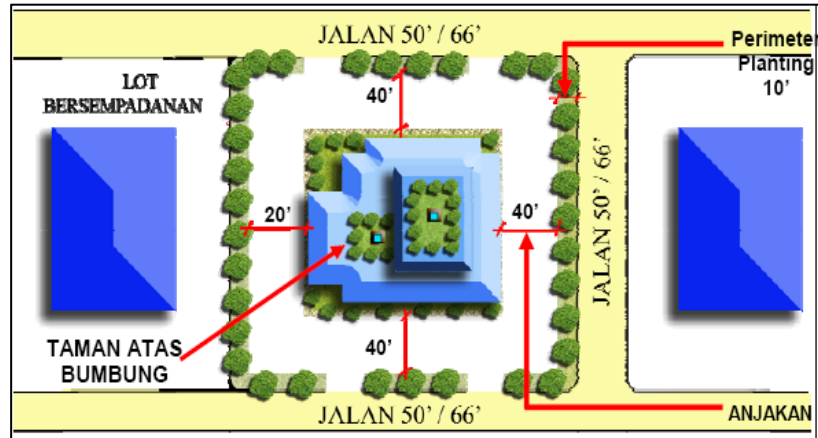 JALAN 50' / 66'
Perimeter
Planting
10'
LOT
BERSEMPADANAN
40'
20'
40'
JALAN 50' / 66'
TAMAN ATAS
BUMBUNG
40'
JALAN 50' / 66'
ANJAKAN